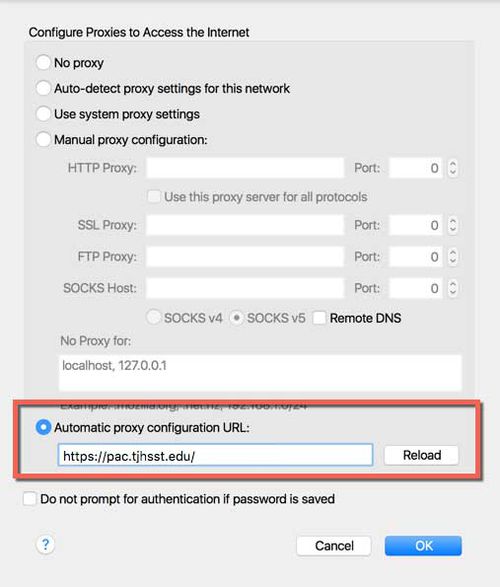 Configure Proxies to Access the Internet
No proxy
Auto-detect proxy settings for this network
Use system proxy settings
Manual proxy configuration:
HTTP Proxy: Port: 0
Use this proxy server for all protocols
SSL Proxy: Port: 0
FTP Proxy: Port: 0
SOCKS Host: Port: 0
SOCKS v4 SOCKS v5 Remote DNS
No Proxy for:
localhost, 127.0.0.1
Example: .mozilla.org, .net.nz, 192.168.1.0/24
Automatic proxy configuration URL:
https://pac.tjhsst.edu/ Reload
Do not prompt for authentication if password is saved
? Cancel OK